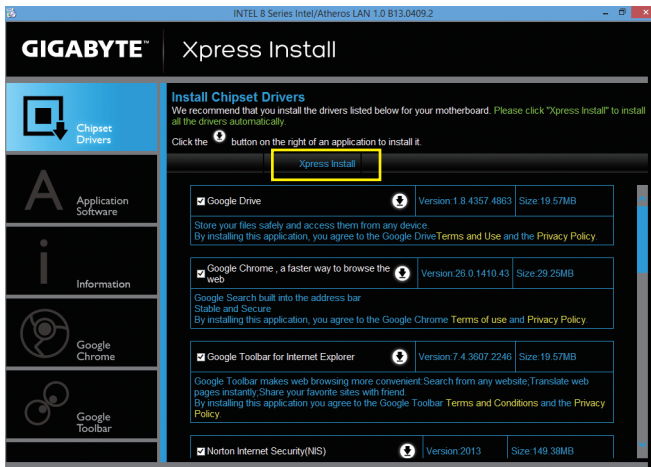 INTEL 8 Series Intel/Atheros LAN 1.0 B13.0409.2
GIGABYTE™
Xpress Install
Chipset
Drivers
Application
Software
Information
Google
Chrome
Google
Toolbar
Install Chipset Drivers
We recommend that you install the drivers listed below for your motherboard. Please click "Xpress Install" to install
all the drivers automatically.
Click the button on the right of an application to install it.
Xpress Install
Google Drive Version:1.8.4357.4863 Size:19.57MB
Store your files safely and access them from any device.
By installing this application, you agree to the Google DriveTerms and Use and the Privacy Policy.
Google Chrome , a faster way to browse the
web Version:26.0.1410.43 Size:29.25MB
Google Search built into the address bar
Stable and Secure
By installing this application, you agree to the Google Chrome Terms of use and Privacy Policy.
Google Toolbar for Internet Explorer Version:7.4.3607.2246 Size:19.57MB
Google Toolbar makes web browsing more convenient:Search from any website;Translate web
pages instantly;Share your favorite sites with friend.
By installing this application you agree to the Google Toolbar Terms and Conditions and the Privacy
Policy.
Norton Internet Security(NIS) Version:2013 Size:149.38MB